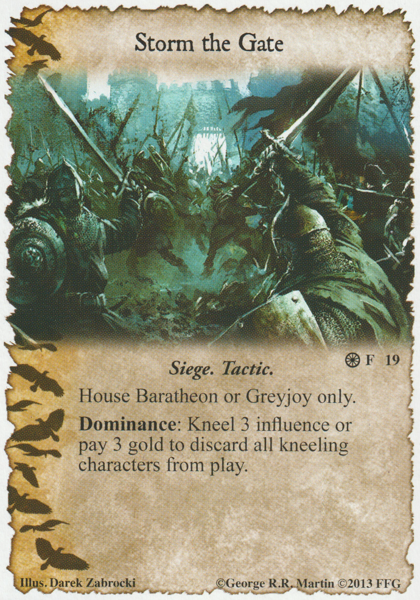 Storm the Gate
F 19
Siege. Tactic.
House Baratheon or Greyjoy only.
Dominance: Kneel 3 influence or
pay 3 gold to discard all kneeling
characters from play.
Illus. Darek Zabrocki ©George R.R. Martin ©2013 FFG